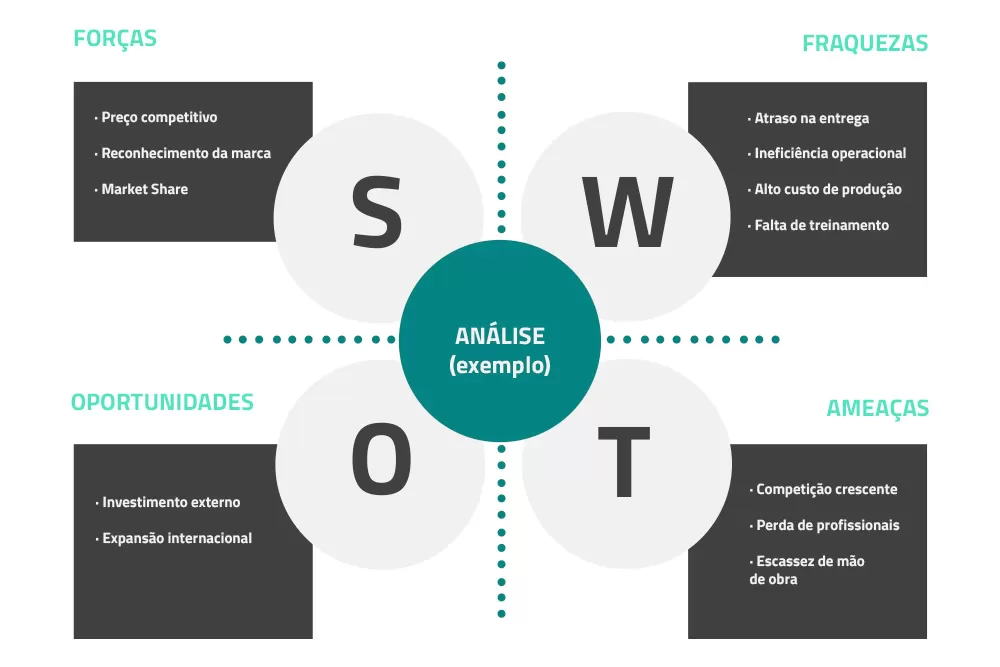 FORÇAS
· Preço competitivo
· Reconhecimento da marca
· Market Share
S
FRAQUEZAS
· Atraso na entrega
· Ineficiência operacional
· Alto custo de produção
· Falta de treinamento
W
ANÁLISE
(exemplo)
OPORTUNIDADES
· Investimento externo
· Expansão internacional
O
AMEAÇAS
· Competição crescente
· Perda de profissionais
· Escassez de mão
de obra
T